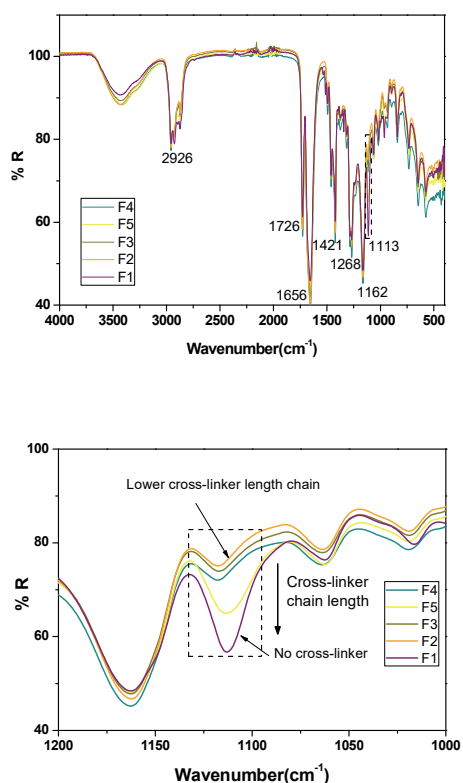 100
80
60
40
% R
2926
1726
1656
1421
1268
1162
1113
F4
F5
F3
F2
F1
4000 3500 3000 2500 2000 1500 1000 500
Wavenumber(cm-1)
100
80
60
40
% R
Lower cross-linker length chain
Cross-linker
chain length
No cross-linker
F4
F5
F3
F2
F1
1200 1150 1100 1050 1000
Wavenumber(cm-1)